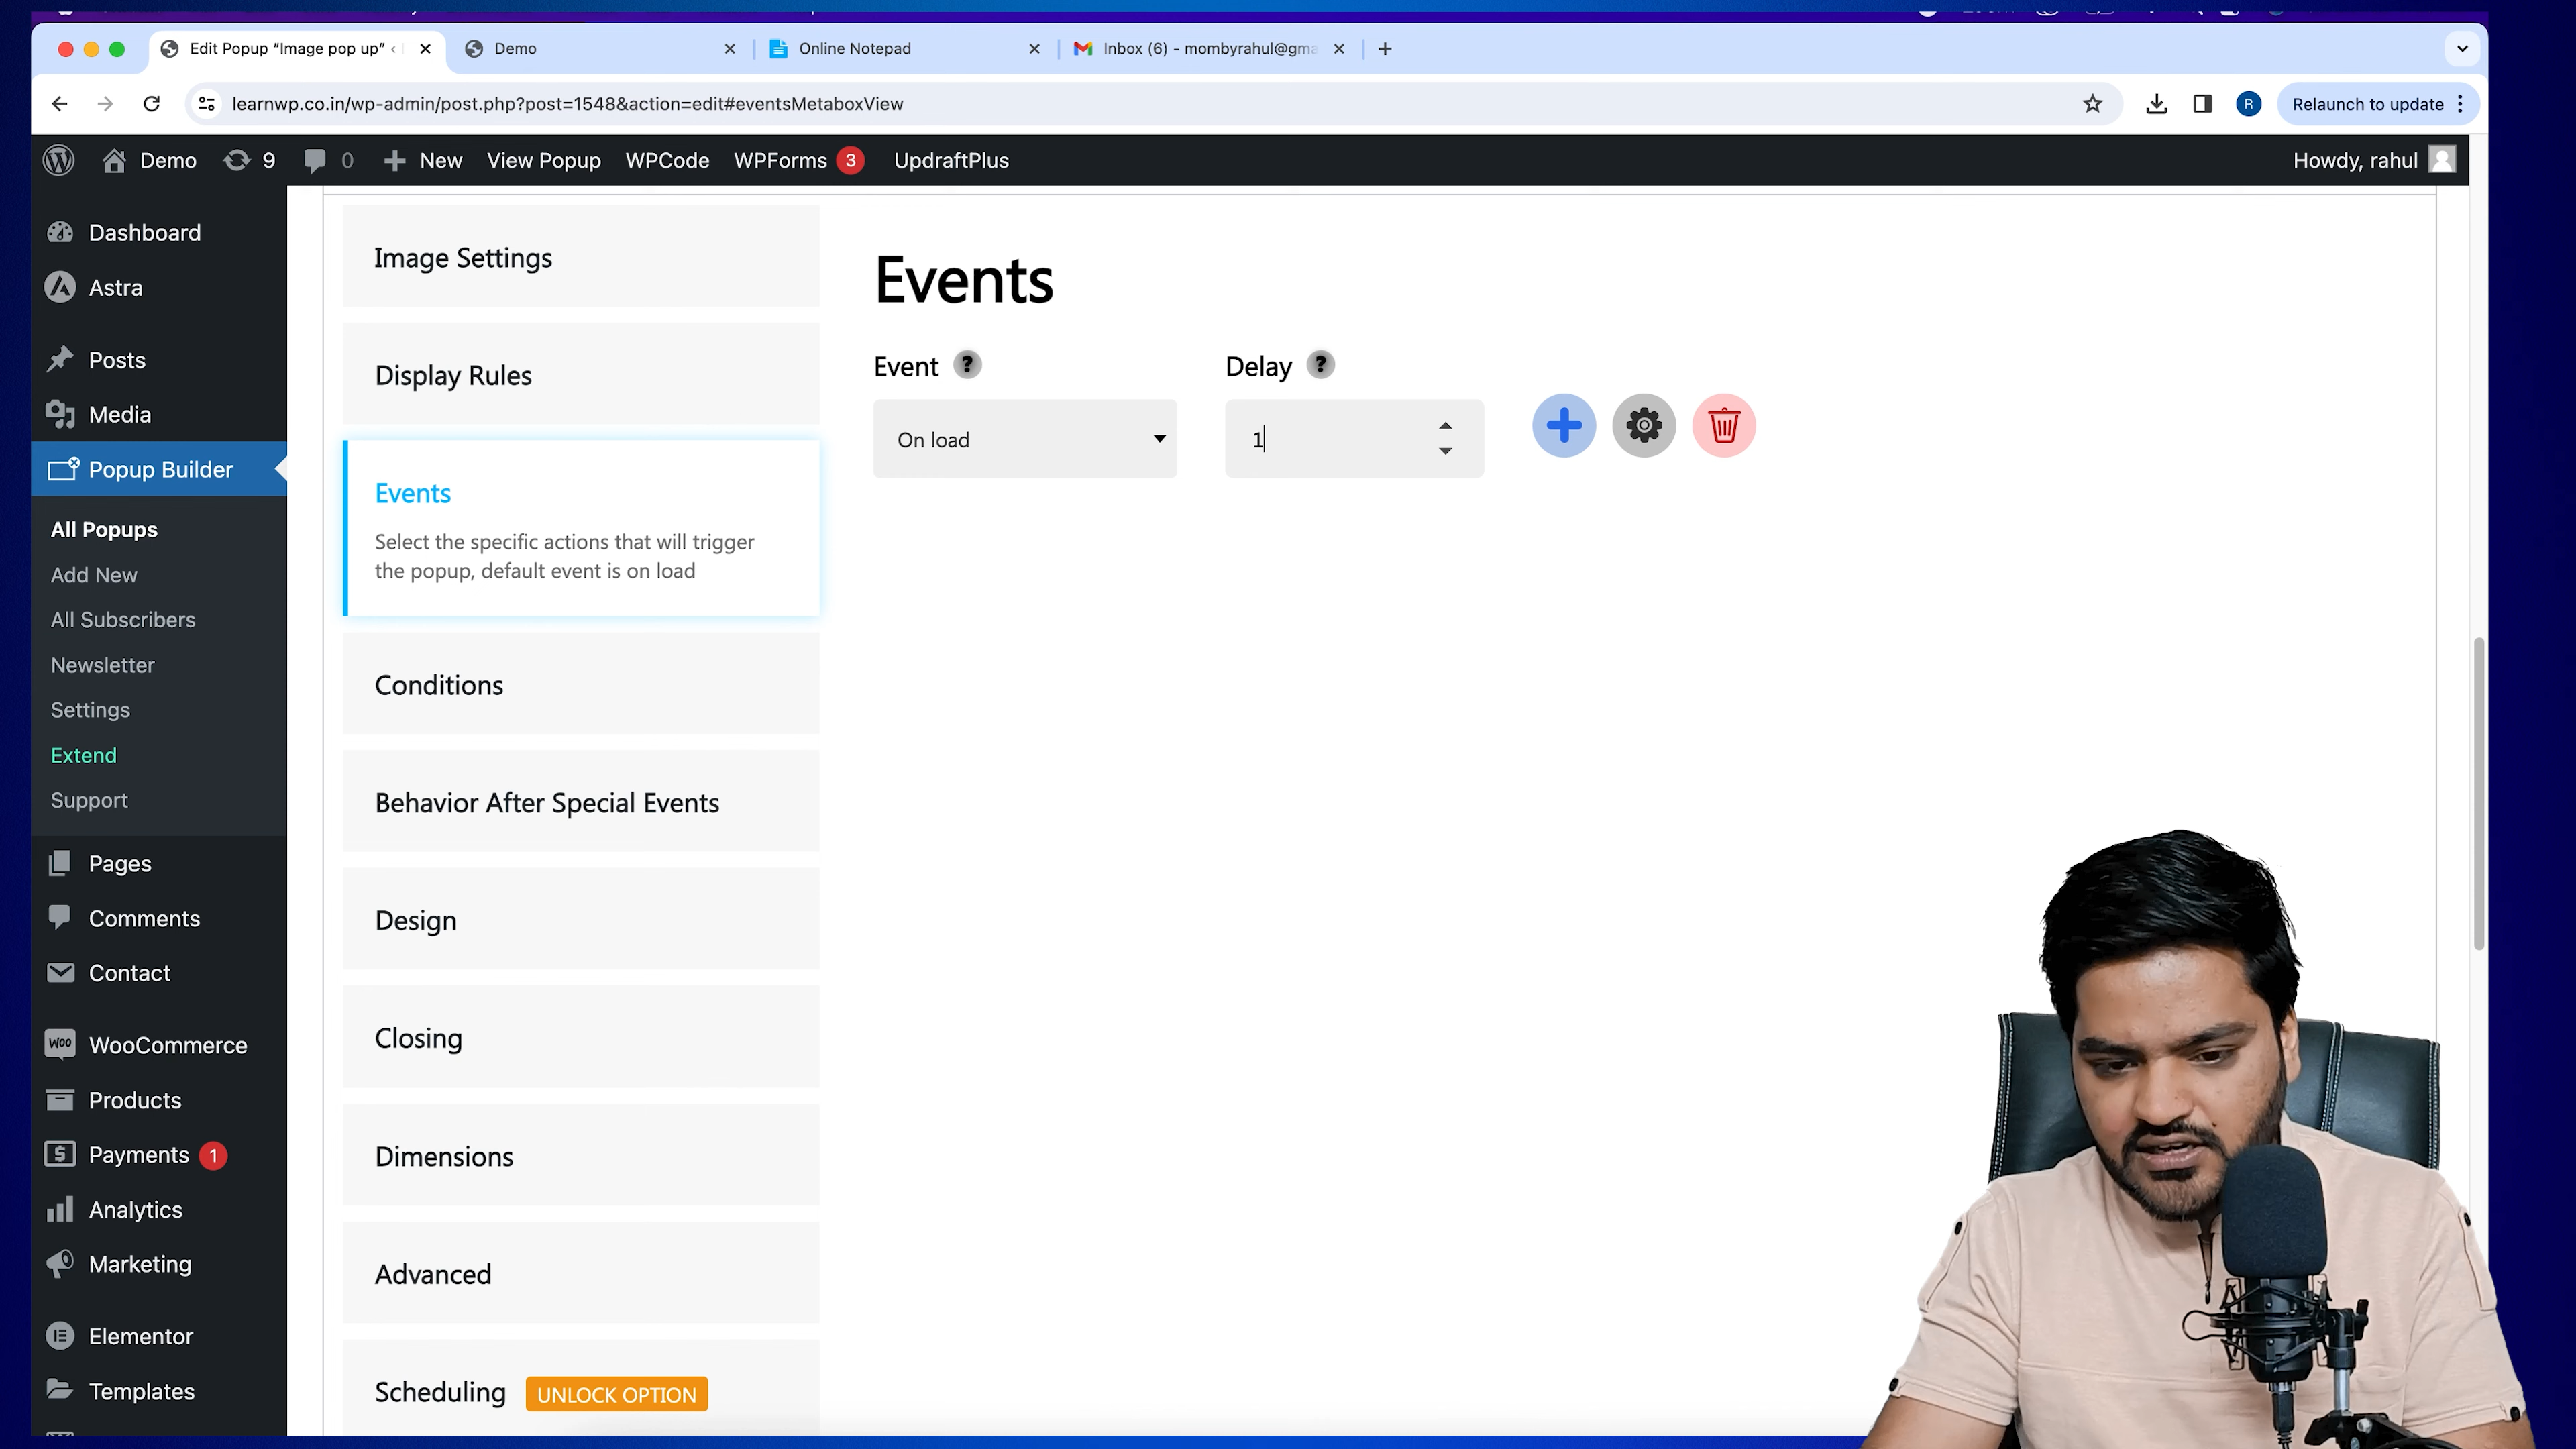 Edit Popup “Image pop up” ‹
Demo
Online Notepad
Inbox (6) - mombyrahul@gma
learnwp.co.in/wp-admin/post.php?post=1548&action=edit#eventsMetaboxView
R
Relaunch to update
Demo
9
0
New
View Popup
WPCode
WPForms 3
UpdraftPlus
Howdy, rahul
Dashboard
Astra
Posts
Media
Popup Builder
All Popups
Add New
All Subscribers
Newsletter
Settings
Extend
Support
Pages
Comments
Contact
WooCommerce
Products
Payments 1
Analytics
Marketing
Elementor
Templates
Image Settings
Display Rules
Events
Select the specific actions that will trigger
the popup, default event is on load
Conditions
Behavior After Special Events
Design
Closing
Dimensions
Advanced
Scheduling UNLOCK OPTION
Events
Event ?
Delay ?
On load
1